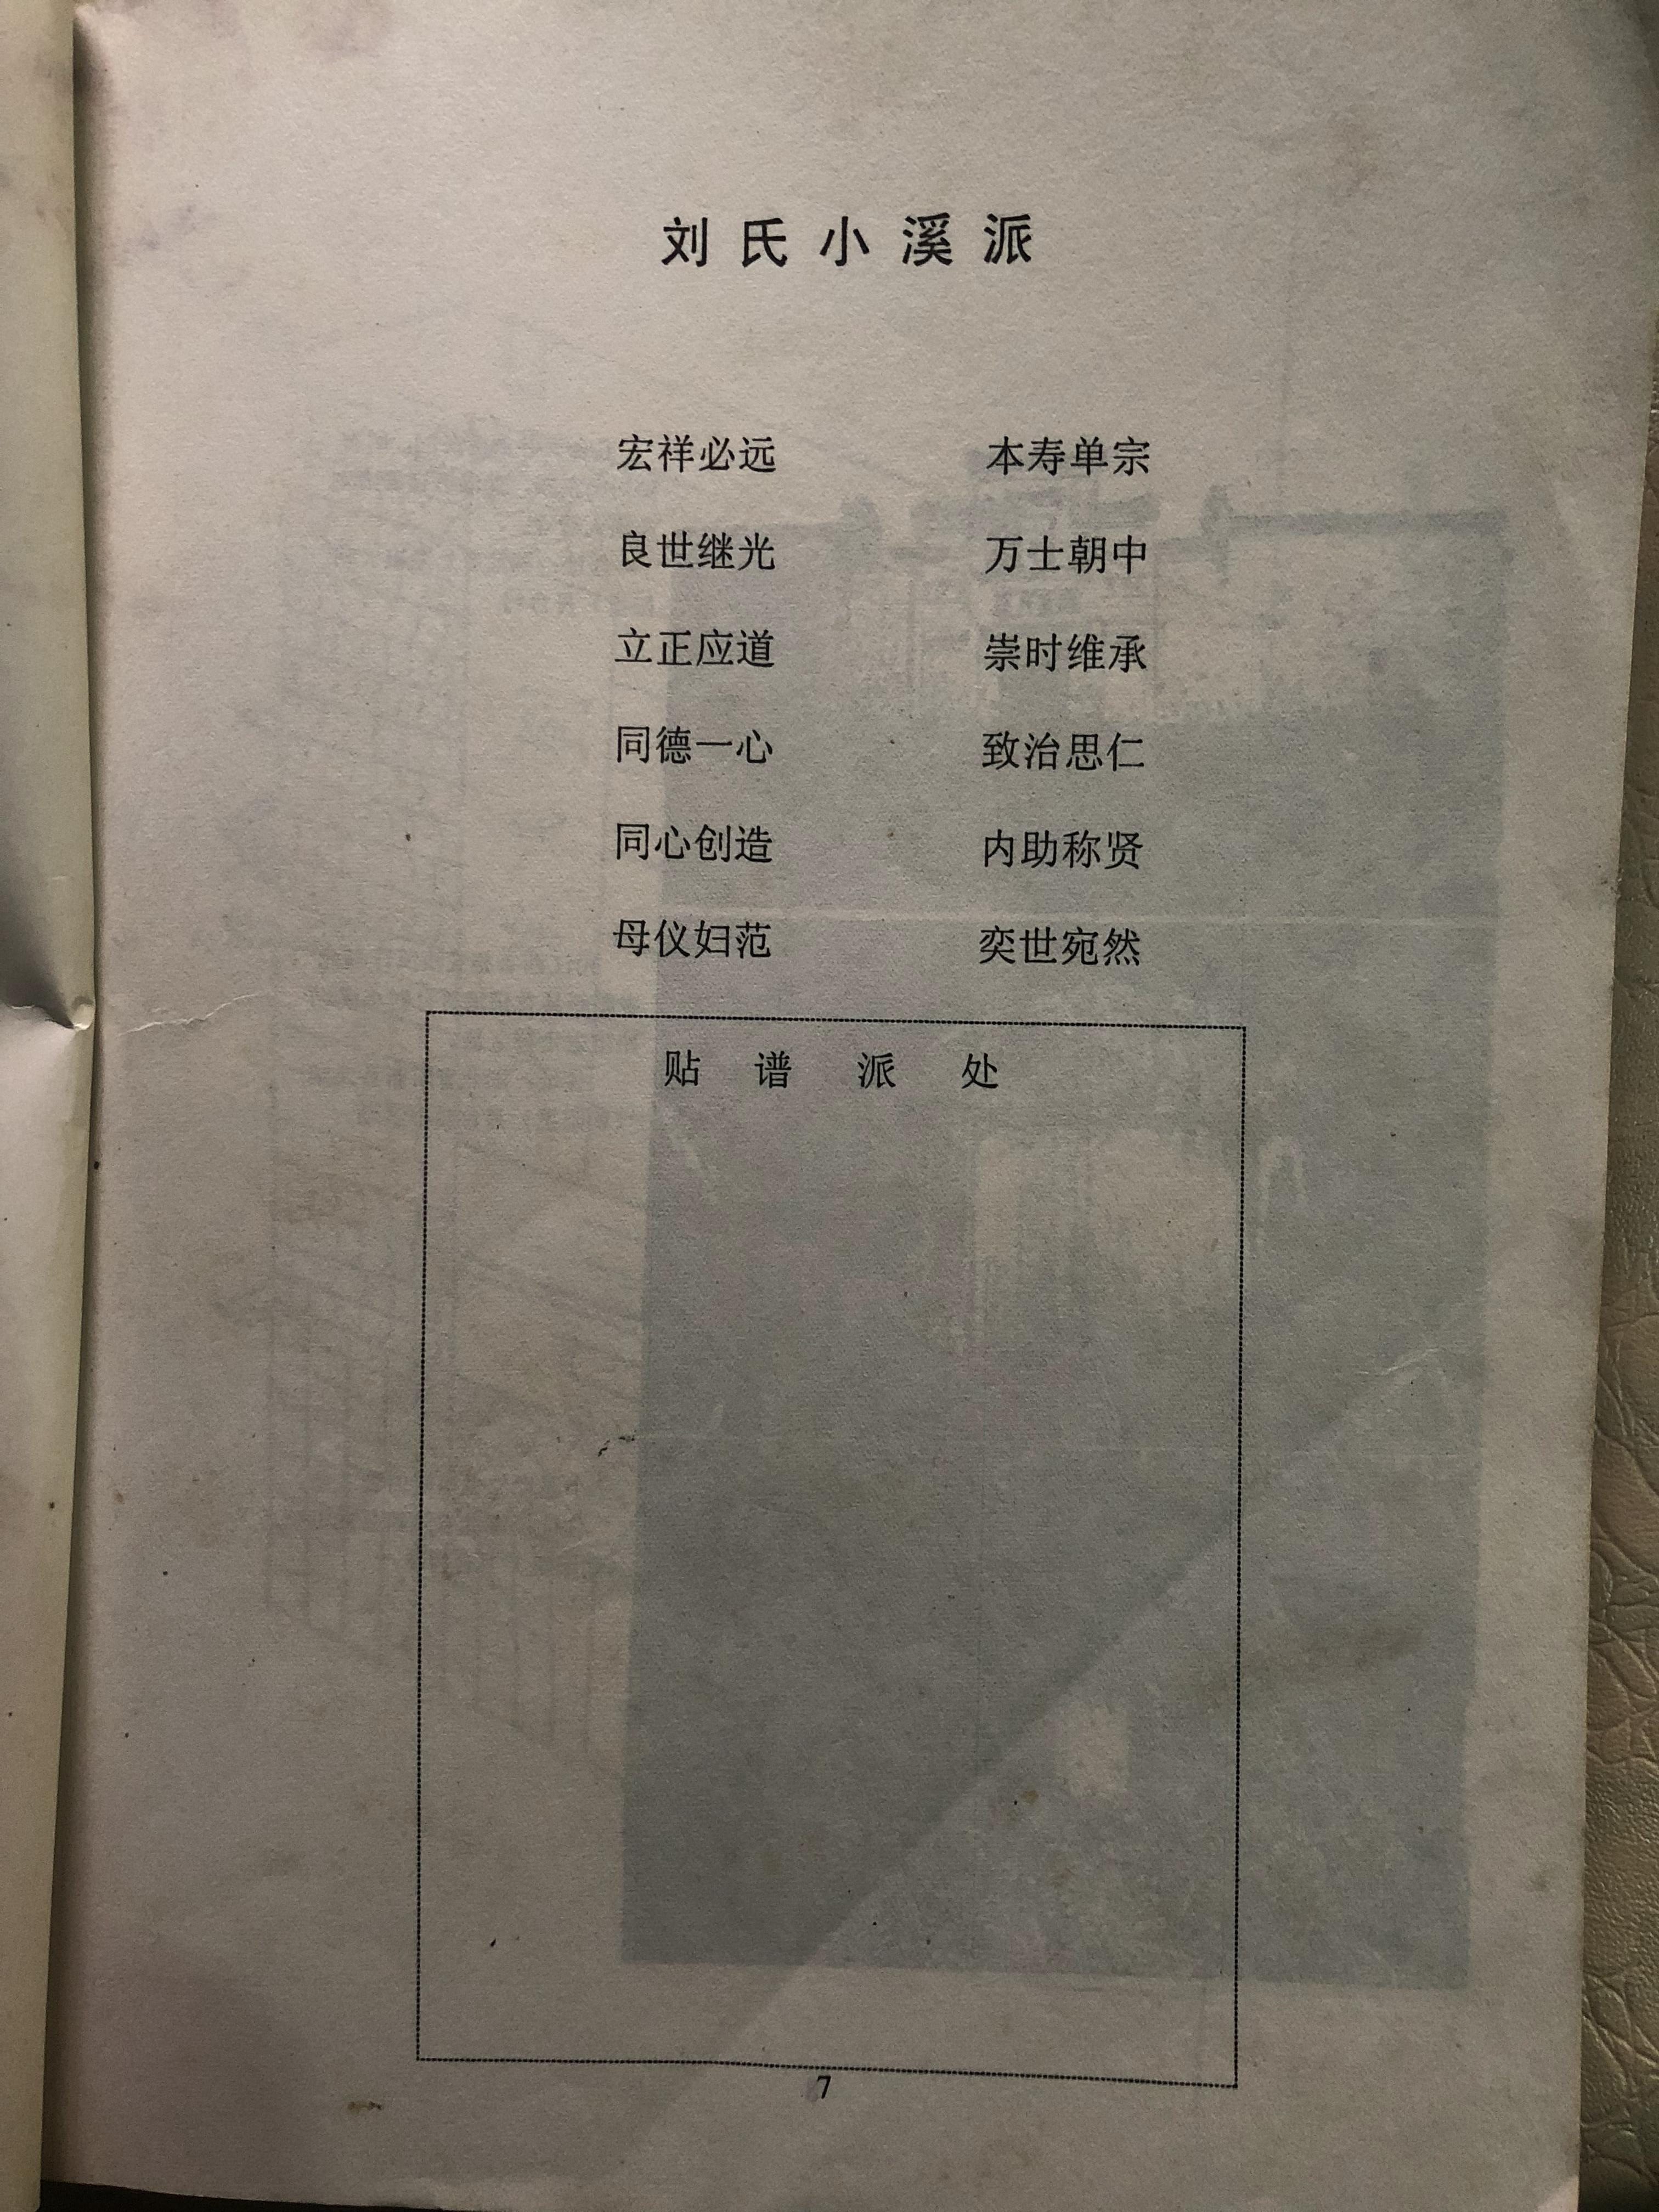 刘氏小溪派
宏祥必远 本寿单宗
良世继光 万士朝中
立正应道 崇时维承
同德一心 致治思仁
同心创造 内助称贤
母仪妇范 奕世宛然
贴谱派处
7